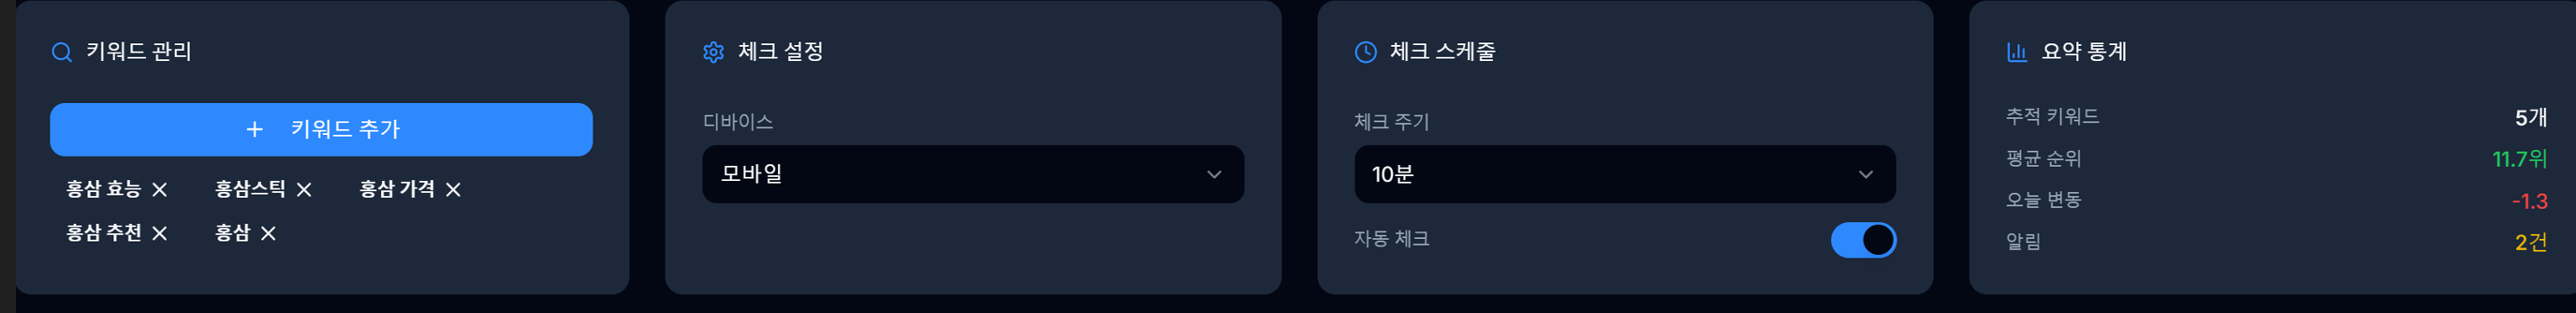 키워드 관리
키워드 추가
홍삼 효능
홍삼스틱
홍삼 가격
홍삼 추천
홍삼
체크 설정
디바이스
모바일
체크 스케줄
체크 주기
10분
자동 체크
요약 통계
추적 키워드 5개
평균 순위 11.7위
오늘 변동 -1.3
알림 2건